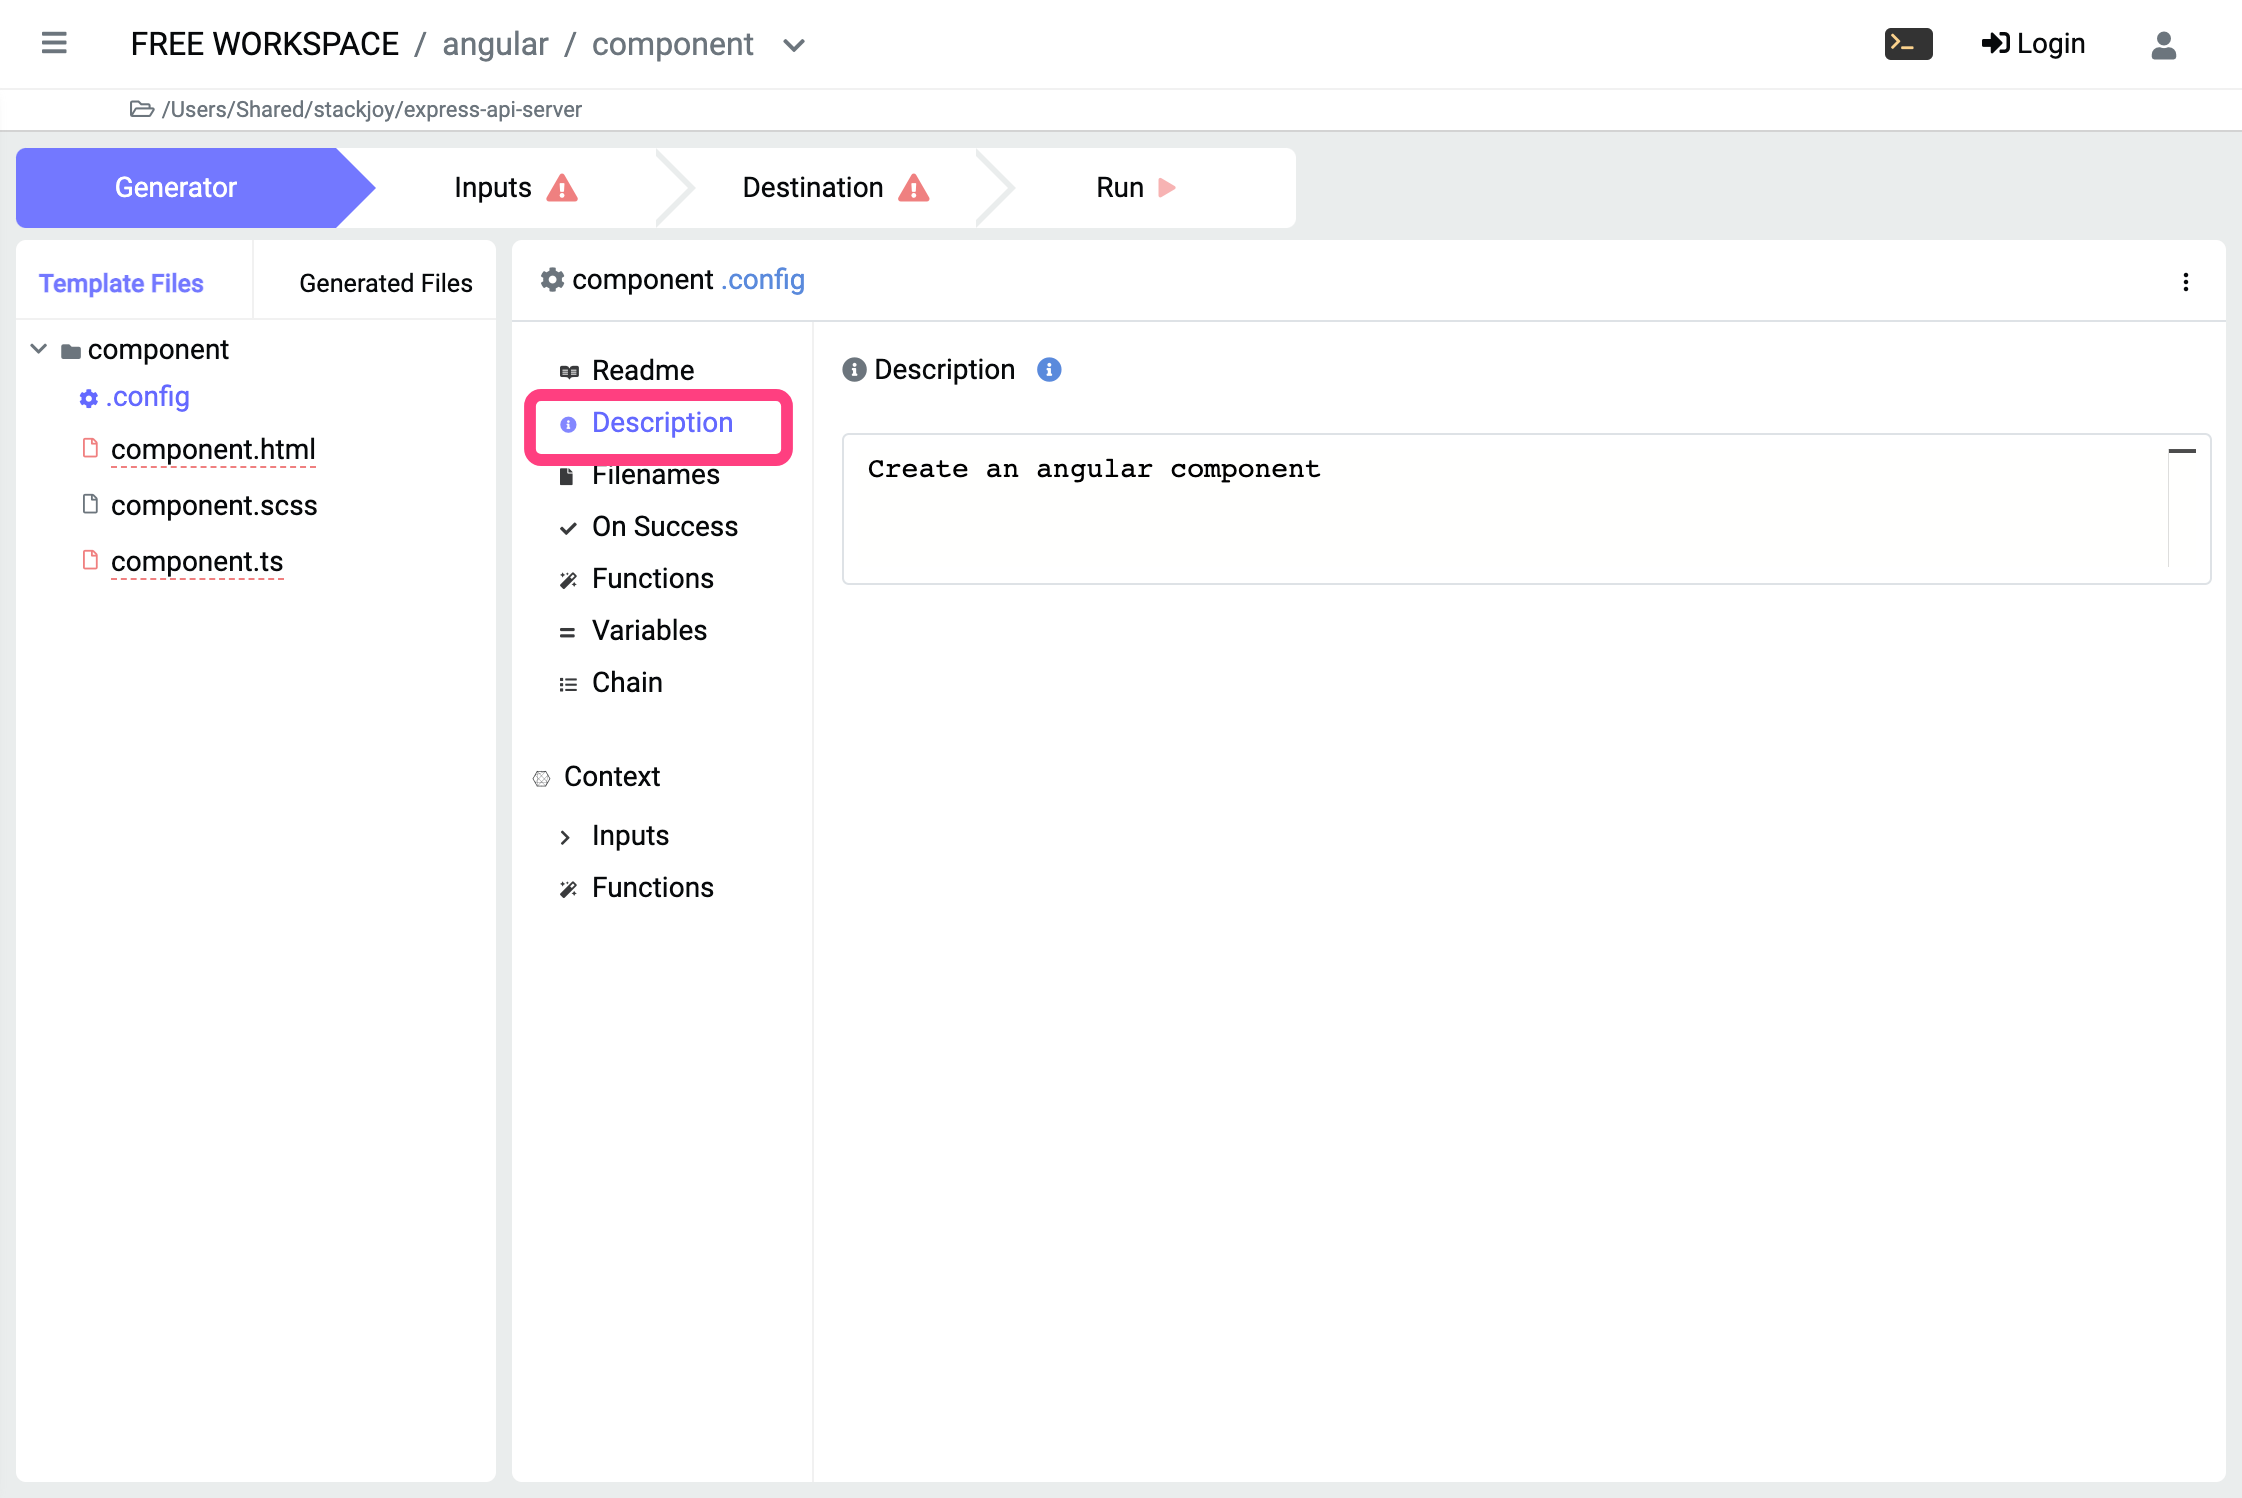 FREE WORKSPACE / angular / component
>_
Login
/Users/Shared/stackjoy/express-api-server
Generator
Inputs
Destination
Run
Template Files
Generated Files
component
.config
component.html
component.scss
component.ts
component .config
Readme
Description
Filenames
On Success
Functions
Variables
Chain
Context
Inputs
Functions
Description
Create an angular component